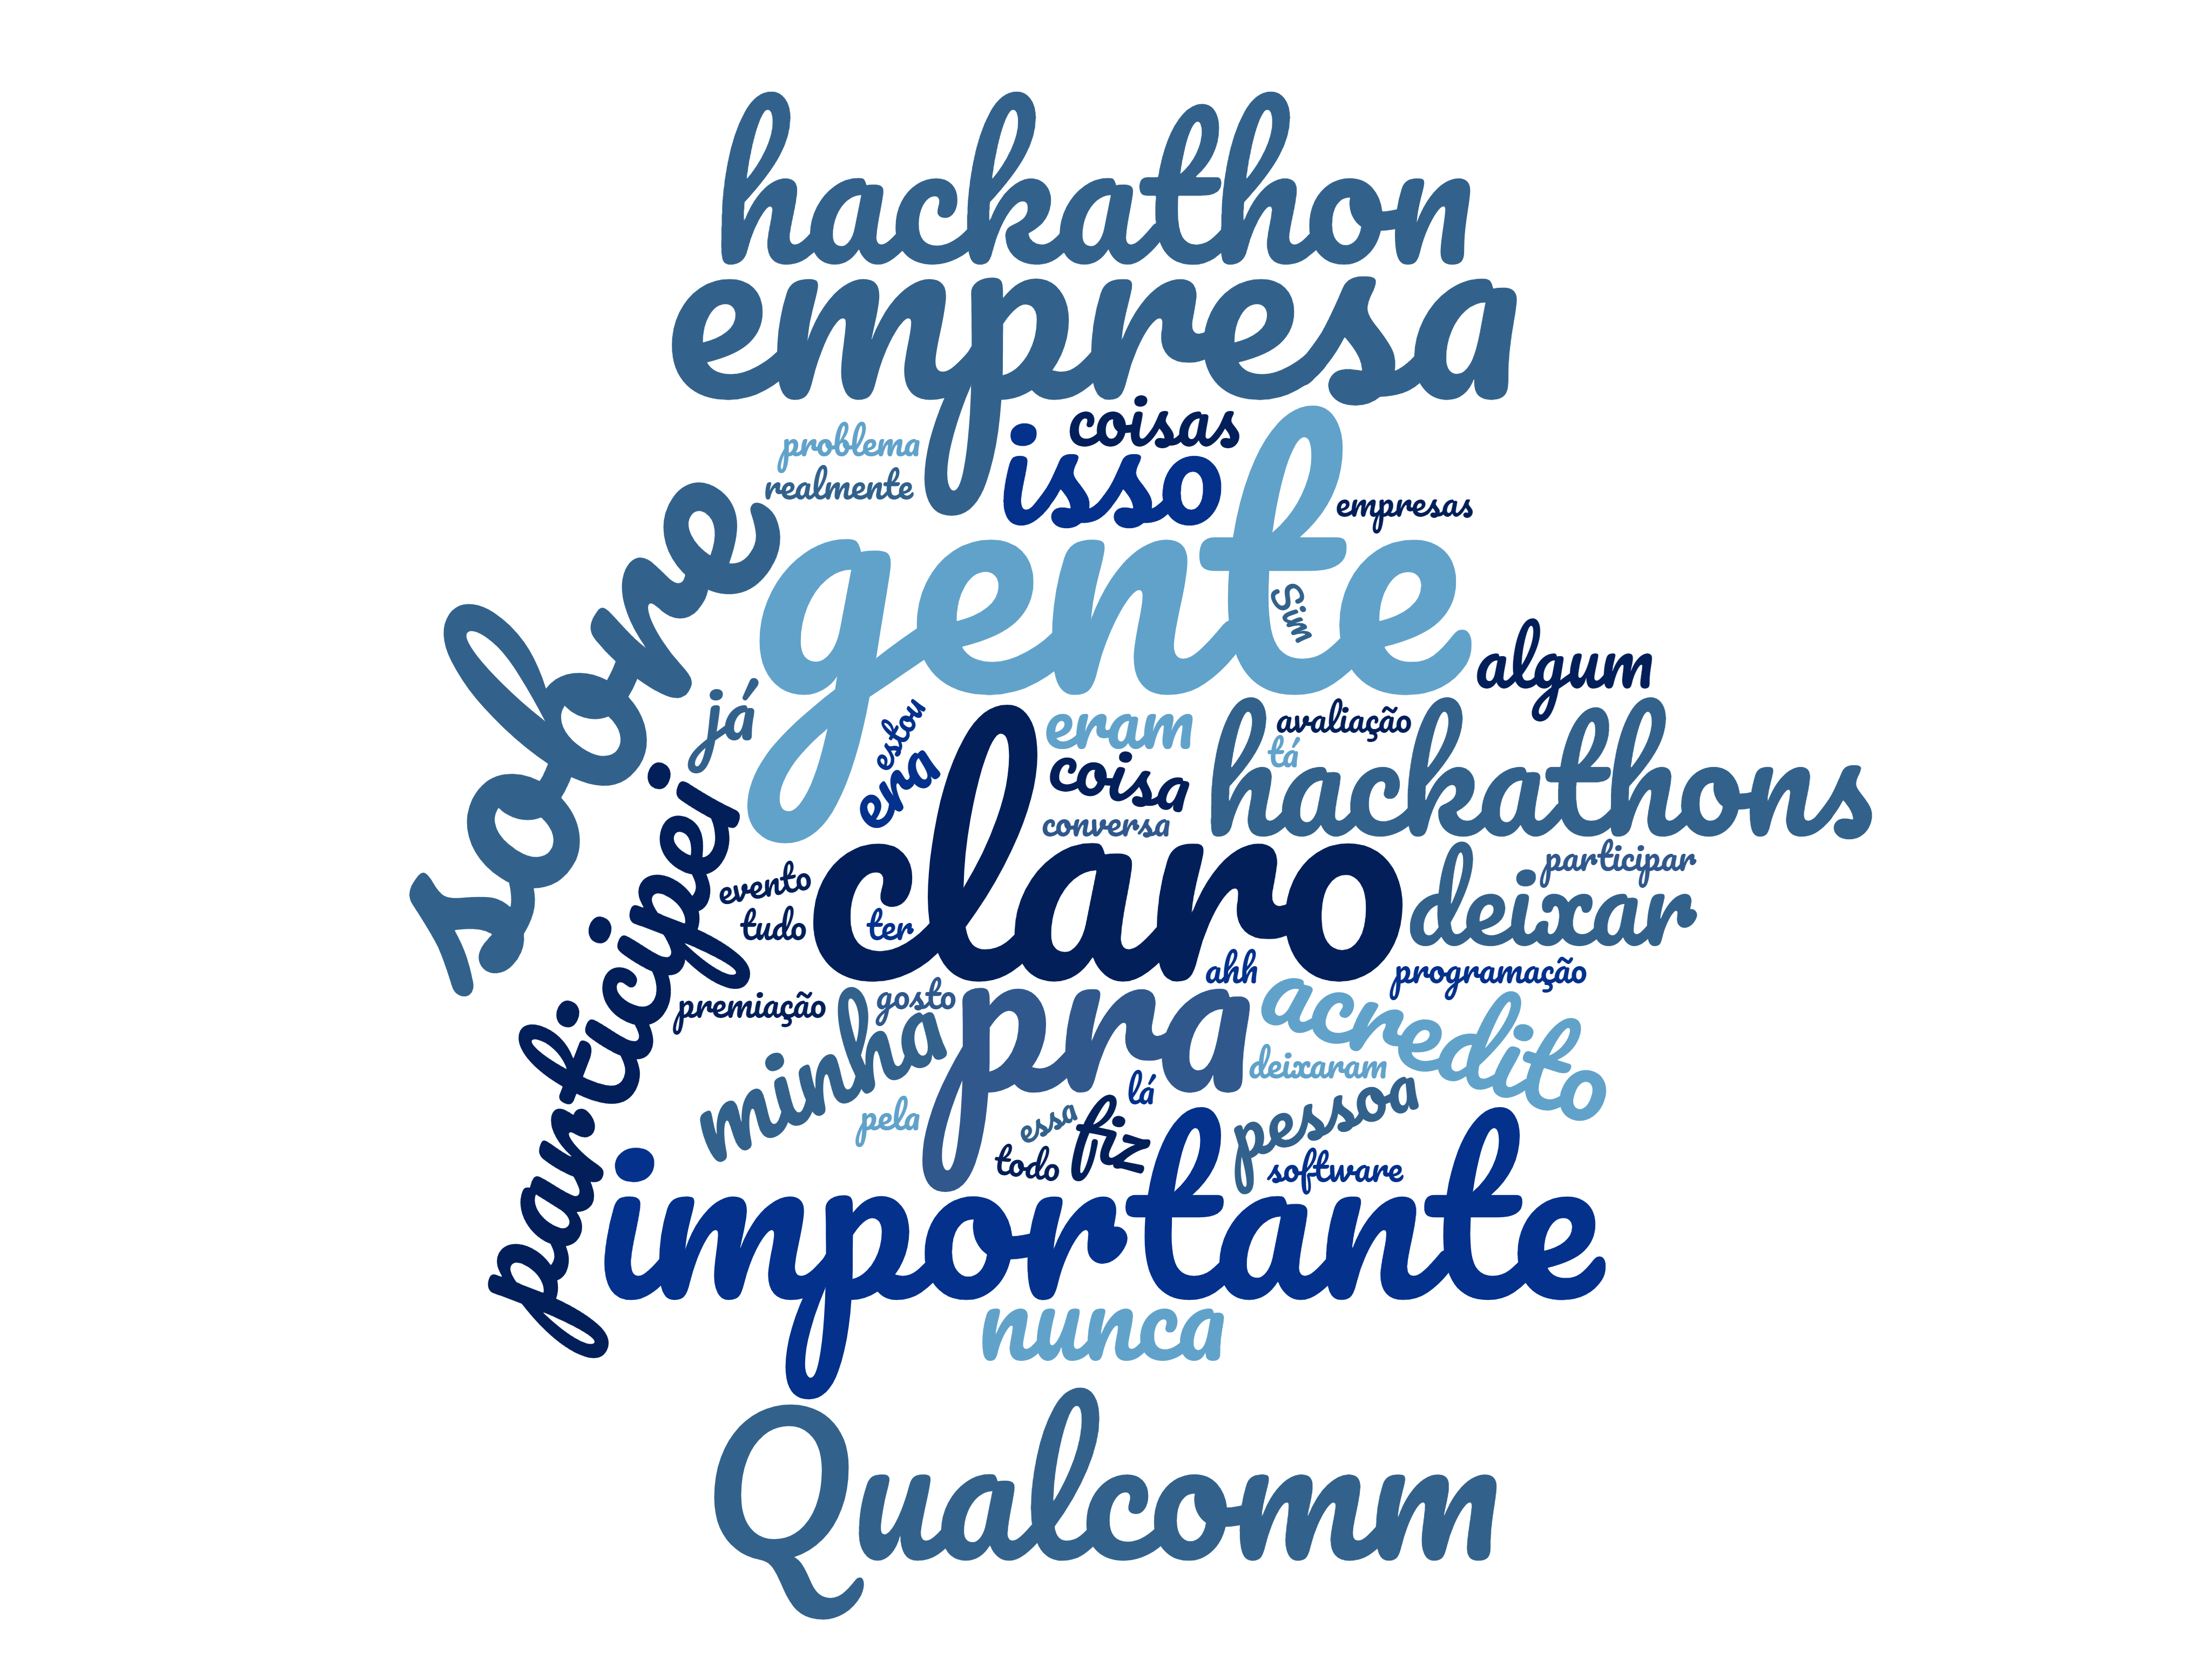 hackathon
empresa
coisas
problema
isso
realmente
empresas
sobre
gente
Sim
algum
já
estou
eram
avaliação
tá
hackathons
era
coisa
conversa
participei
claro
evento
tudo
ter
participar
deixar
ahh
programação
premiação
gosto
minha
pra
acredito
deixaram
lá
pela
essa
fiz
pessoa
todo
software
importante
nunca
Qualcomm